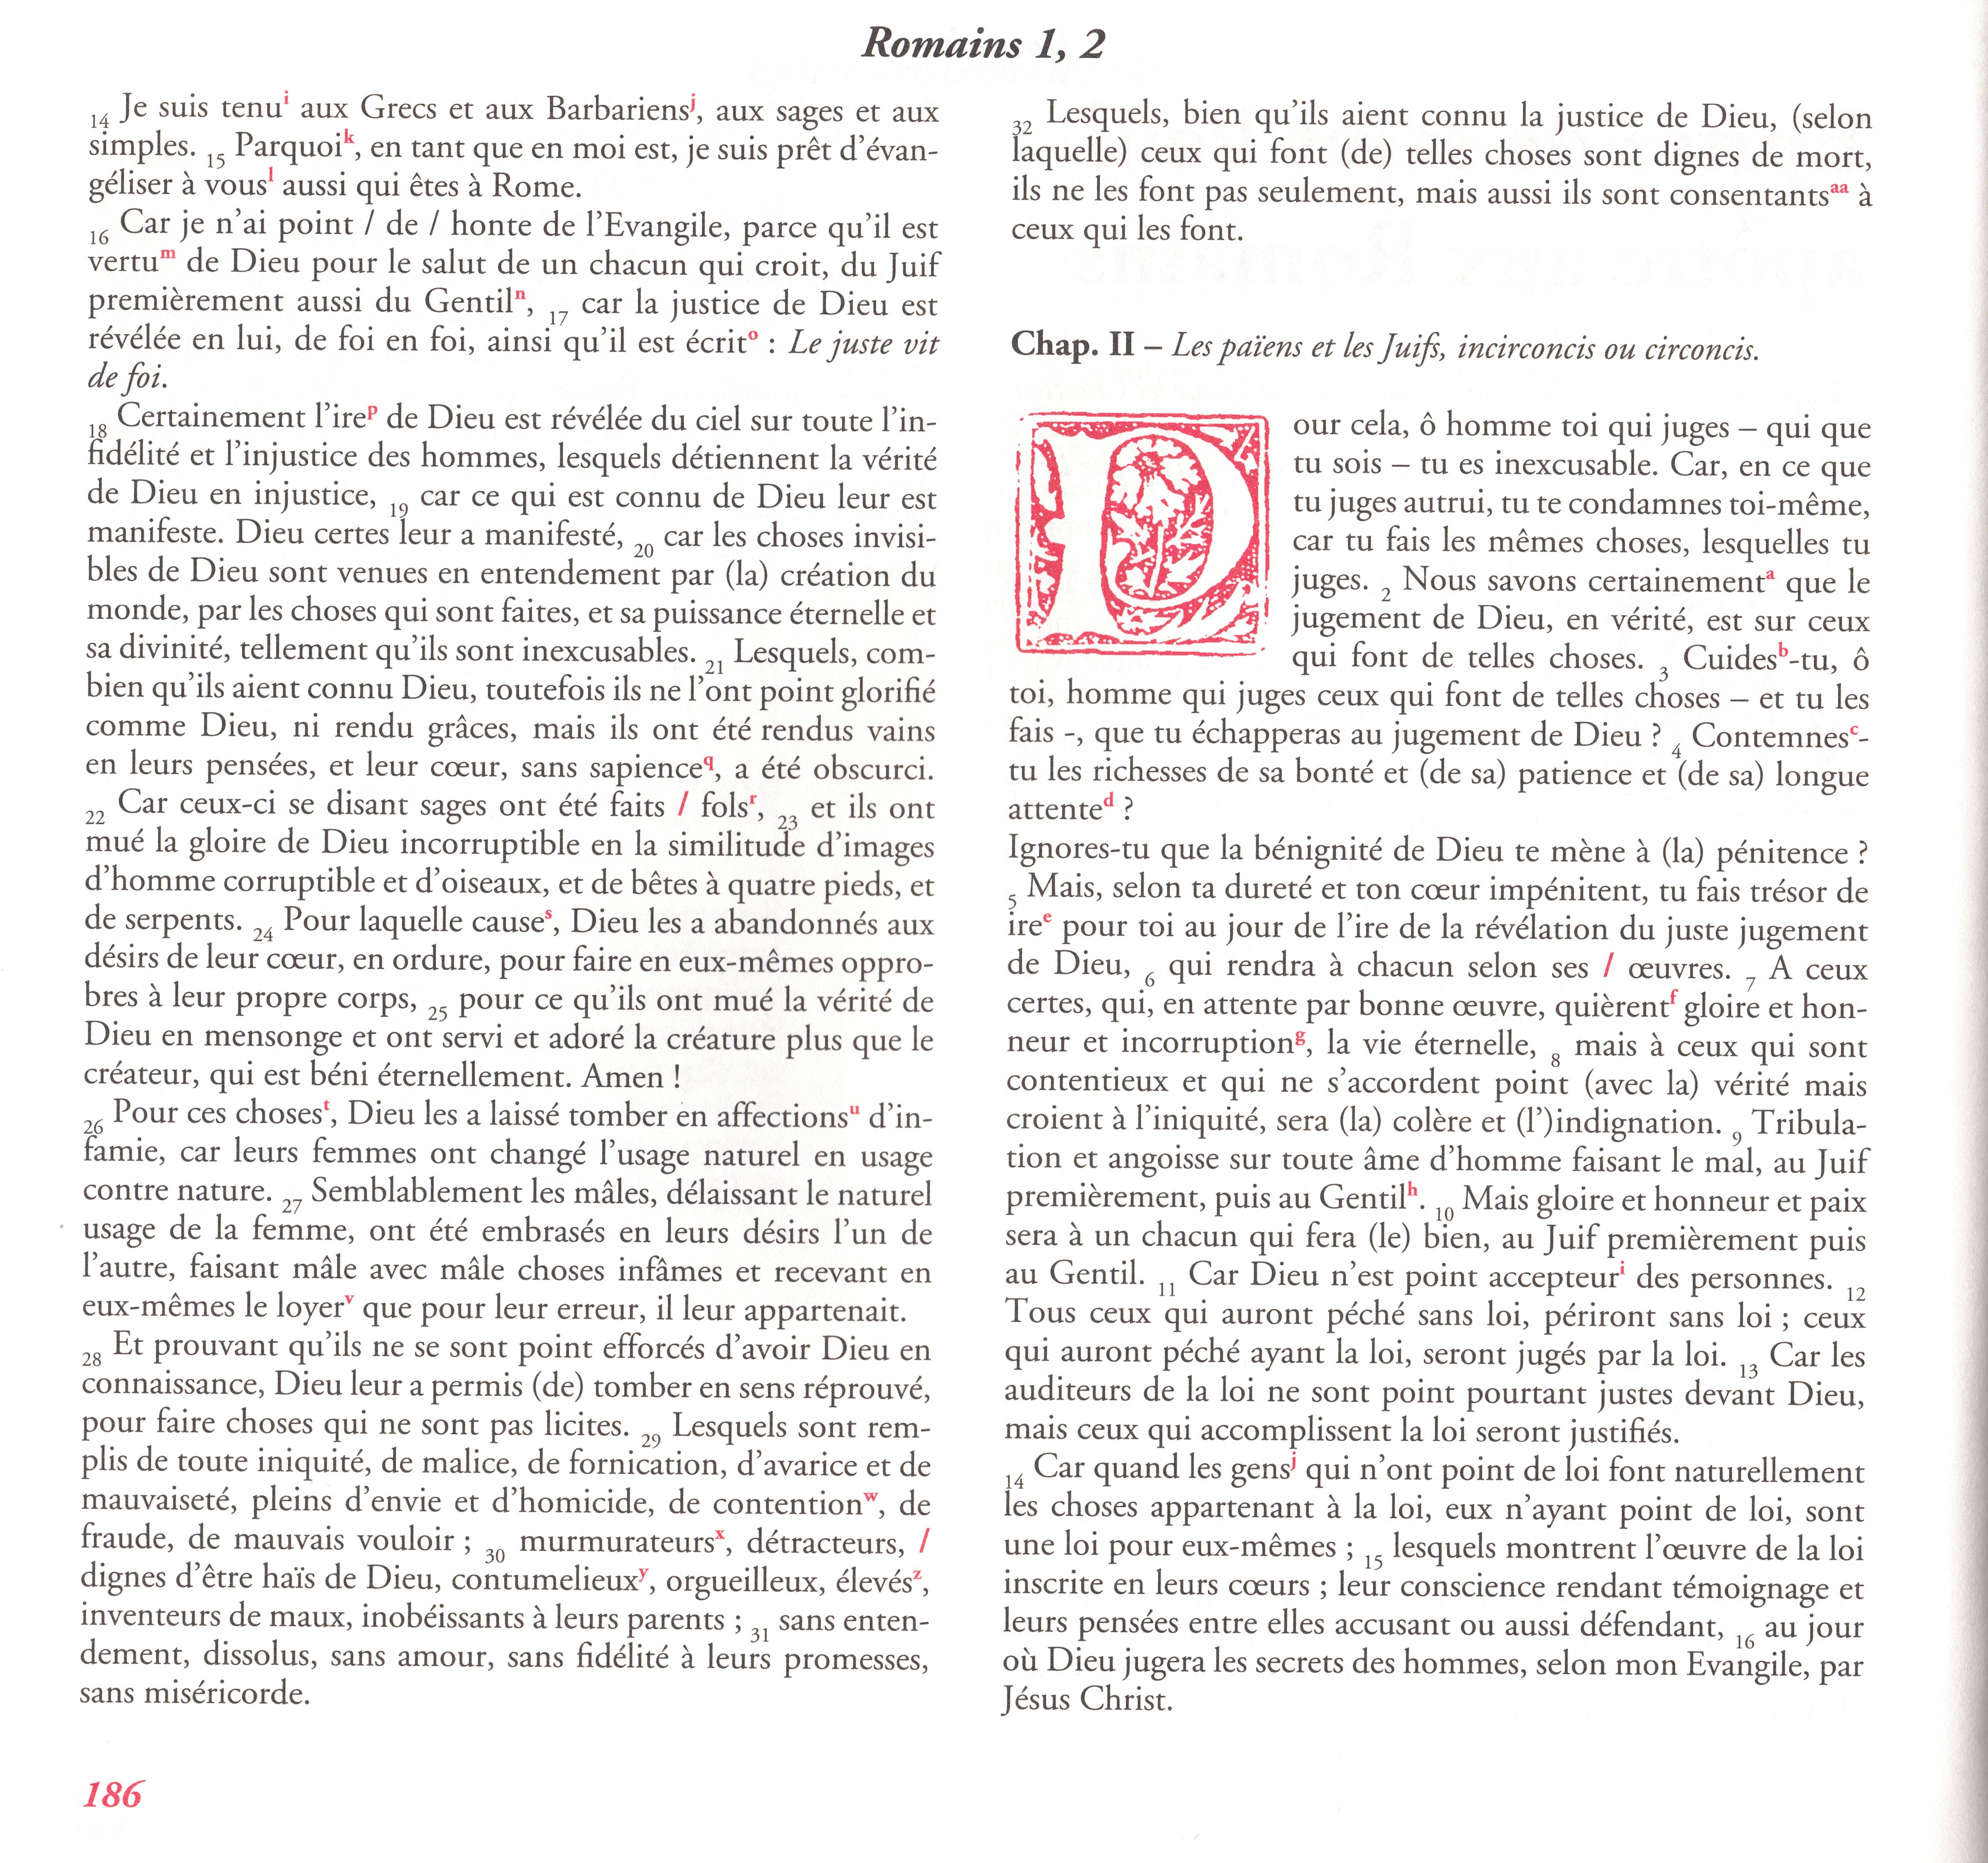 Romains 1, 2
14 Je suis tenu^i aux Grecs et aux Barbariens^j, aux sages et aux
simples. 15 Parquoi^k, en tant que en moi est, je suis prêt d’évan-
géliser à vous^l aussi qui êtes à Rome.
16 Car je n’ai point / de / honte de l’Evangile, parce qu’il est
vertu^m de Dieu pour le salut de un chacun qui croit, du Juif
premièrement aussi du Gentil^n, 17 car la justice de Dieu est
révélée en lui, de foi en foi, ainsi qu’il est écrit^o : Le juste vit
de foi.
18 Certainement l’ire^p de Dieu est révélée du ciel sur toute l’in-
fidélité et l’injustice des hommes, lesquels détiennent la vérité
de Dieu en injustice, 19 car ce qui est connu de Dieu leur est
manifeste. Dieu certes leur a manifesté, 20 car les choses invisi-
bles de Dieu sont venues en entendement par (la) création du
monde, par les choses qui sont faites, et sa puissance éternelle et
sa divinité, tellement qu’ils sont inexcusables. 21 Lesquels, com-
bien qu’ils aient connu Dieu, toutefois ils ne l’ont point glorifié
comme Dieu, ni rendu grâces, mais ils ont été rendus vains
en leurs pensées, et leur cœur, sans sapience^q, a été obscurci.
22 Car ceux-ci se disant sages ont été faits / fols^r, 23 et ils ont
mué la gloire de Dieu incorruptible en la similitude d’images
d’homme corruptible et d’oiseaux, et de bêtes à quatre pieds, et
de serpents. 24 Pour laquelle cause^s, Dieu les a abandonnés aux
désirs de leur cœur, en ordure, pour faire en eux-mêmes oppro-
bres à leur propre corps, 25 pour ce qu’ils ont mué la vérité de
Dieu en mensonge et ont servi et adoré la créature plus que le
créateur, qui est béni éternellement. Amen !
26 Pour ces choses^t, Dieu les a laissé tomber en affections^u d’in-
famie, car leurs femmes ont changé l’usage naturel en usage
contre nature. 27 Semblablement les mâles, délaissant le naturel
usage de la femme, ont été embrasés en leurs désirs l’un de
l’autre, faisant mâle avec mâle choses infâmes et recevant en
eux-mêmes le loyer^v que pour leur erreur, il leur appartenait.
28 Et prouvant qu’ils ne se sont point efforcés d’avoir Dieu en
connaissance, Dieu leur a permis (de) tomber en sens réprouvé,
pour faire choses qui ne sont pas licites. 29 Lesquels sont rem-
plis de toute iniquité, de malice, de fornication, d’avarice et de
mauvaiseté, pleins d’envie et d’homicide, de contention^w, de
fraude, de mauvais vouloir ; 30 murmurateurs^x, détracteurs, /
dignes d’être haïs de Dieu, contumelieux^y, orgueilleux, élevés^z,
inventeurs de maux, inobéissants à leurs parents ; 31 sans enten-
dement, dissolus, sans amour, sans fidélité à leurs promesses,
sans miséricorde.
32 Lesquels, bien qu’ils aient connu la justice de Dieu, (selon
laquelle) ceux qui font (de) telles choses sont dignes de mort,
ils ne les font pas seulement, mais aussi ils sont consentants^aa à
ceux qui les font.
Chap. II – Les païens et les Juifs, incirconcis ou circoncis.
D our cela, ô homme toi qui juges – qui que
tu sois – tu es inexcusable. Car, en ce que
tu juges autrui, tu te condamnes toi-même,
car tu fais les mêmes choses, lesquelles tu
juges. 2 Nous savons certainement^a que le
jugement de Dieu, en vérité, est sur ceux
qui font de telles choses. 3 Cuides^b-tu, ô
toi, homme qui juges ceux qui font de telles choses – et tu les
fais -, que tu échapperas au jugement de Dieu ? 4 Contemnes^c-
tu les richesses de sa bonté et (de sa) patience et (de sa) longue
attente^d ?
Ignores-tu que la bénignité de Dieu te mène à (la) pénitence ?
5 Mais, selon ta dureté et ton cœur impénitent, tu fais trésor de
ire^e pour toi au jour de l’ire de la révélation du juste jugement
de Dieu, 6 qui rendra à chacun selon ses / œuvres. 7 A ceux
certes, qui, en attente par bonne œuvre, quièrent^f gloire et hon-
neur et incorruption^g, la vie éternelle, 8 mais à ceux qui sont
contentieux et qui ne s’accordent point (avec la) vérité mais
croient à l’iniquité, sera (la) colère et (l’)indignation. 9 Tribula-
tion et angoisse sur toute âme d’homme faisant le mal, au Juif
premièrement, puis au Gentil^h. 10 Mais gloire et honneur et paix
sera à un chacun qui fera (le) bien, au Juif premièrement puis
au Gentil. 11 Car Dieu n’est point accepteur^i des personnes. 12
Tous ceux qui auront péché sans loi, périront sans loi ; ceux
qui auront péché ayant la loi, seront jugés par la loi. 13 Car les
auditeurs de la loi ne sont point pourtant justes devant Dieu,
mais ceux qui accomplissent la loi seront justifiés.
14 Car quand les gens^j qui n’ont point de loi font naturellement
les choses appartenant à la loi, eux n’ayant point de loi, sont
une loi pour eux-mêmes ; 15 lesquels montrent l’œuvre de la loi
inscrite en leurs cœurs ; leur conscience rendant témoignage et
leurs pensées entre elles accusant ou aussi défendant, 16 au jour
où Dieu jugera les secrets des hommes, selon mon Evangile, par
Jésus Christ.
186